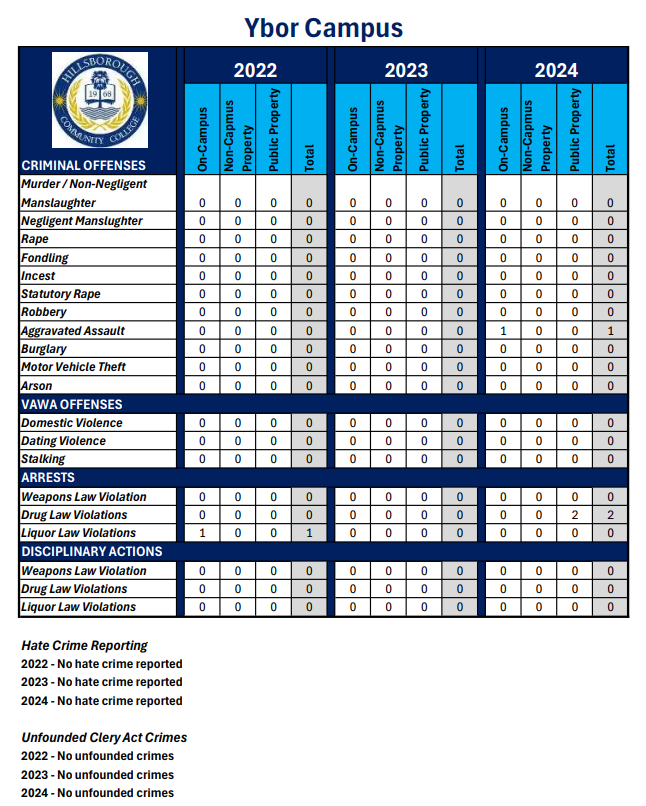 Ybor Campus
HILLSBOROUGH
1968
COMMUNITY COLLEGE
2022 2023 2024
CRIMINAL OFFENSES On-Campus Non-Capmus Property Public Property Total On-Campus Non-Capmus Property Public Property Total On-Campus Non-Capmus Property Public Property Total
Murder / Non-Negligent
Manslaughter 0 0 0 0 0 0 0 0 0 0 0 0
Negligent Manslughter 0 0 0 0 0 0 0 0 0 0 0 0
Rape 0 0 0 0 0 0 0 0 0 0 0 0
Fondling 0 0 0 0 0 0 0 0 0 0 0 0
Incest 0 0 0 0 0 0 0 0 0 0 0 0
Statutory Rape 0 0 0 0 0 0 0 0 0 0 0 0
Robbery 0 0 0 0 0 0 0 0 0 0 0 0
Aggravated Assault 0 0 0 0 0 0 0 0 1 0 0 1
Burglary 0 0 0 0 0 0 0 0 0 0 0 0
Motor Vehicle Theft 0 0 0 0 0 0 0 0 0 0 0 0
Arson 0 0 0 0 0 0 0 0 0 0 0 0
VAWA OFFENSES
Domestic Violence 0 0 0 0 0 0 0 0 0 0 0 0
Dating Violence 0 0 0 0 0 0 0 0 0 0 0 0
Stalking 0 0 0 0 0 0 0 0 0 0 0 0
ARRESTS
Weapons Law Violation 0 0 0 0 0 0 0 0 0 0 0 0
Drug Law Violations 0 0 0 0 0 0 0 0 0 0 2 2
Liquor Law Violations 1 0 0 1 0 0 0 0 0 0 0 0
DISCIPLINARY ACTIONS
Weapons Law Violation 0 0 0 0 0 0 0 0 0 0 0 0
Drug Law Violations 0 0 0 0 0 0 0 0 0 0 0 0
Liquor Law Violations 0 0 0 0 0 0 0 0 0 0 0 0
Hate Crime Reporting
2022 - No hate crime reported
2023 - No hate crime reported
2024 - No hate crime reported
Unfounded Clery Act Crimes
2022 - No unfounded crimes
2023 - No unfounded crimes
2024 - No unfounded crimes